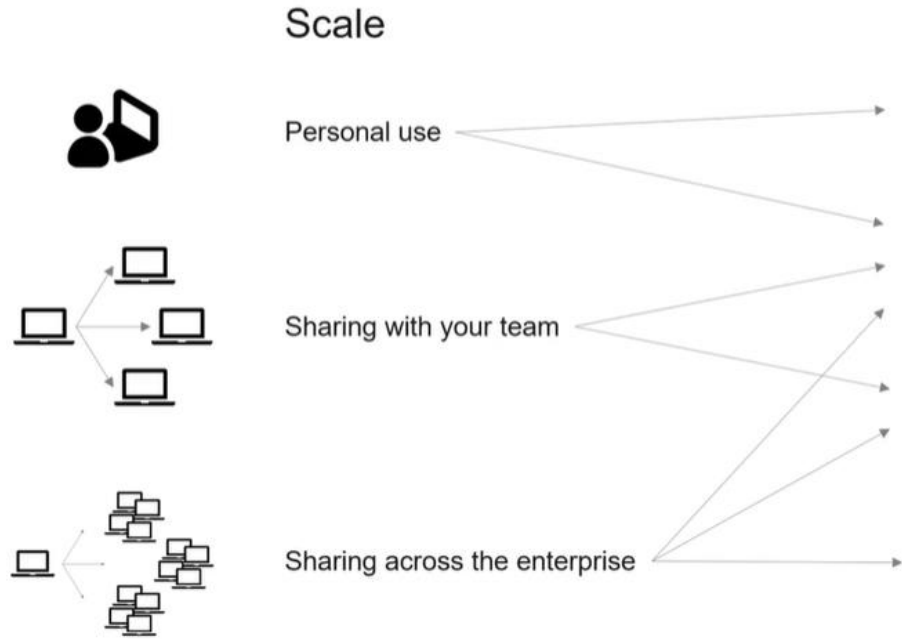 Scale
Personal use
Sharing with your team
Sharing across the enterprise